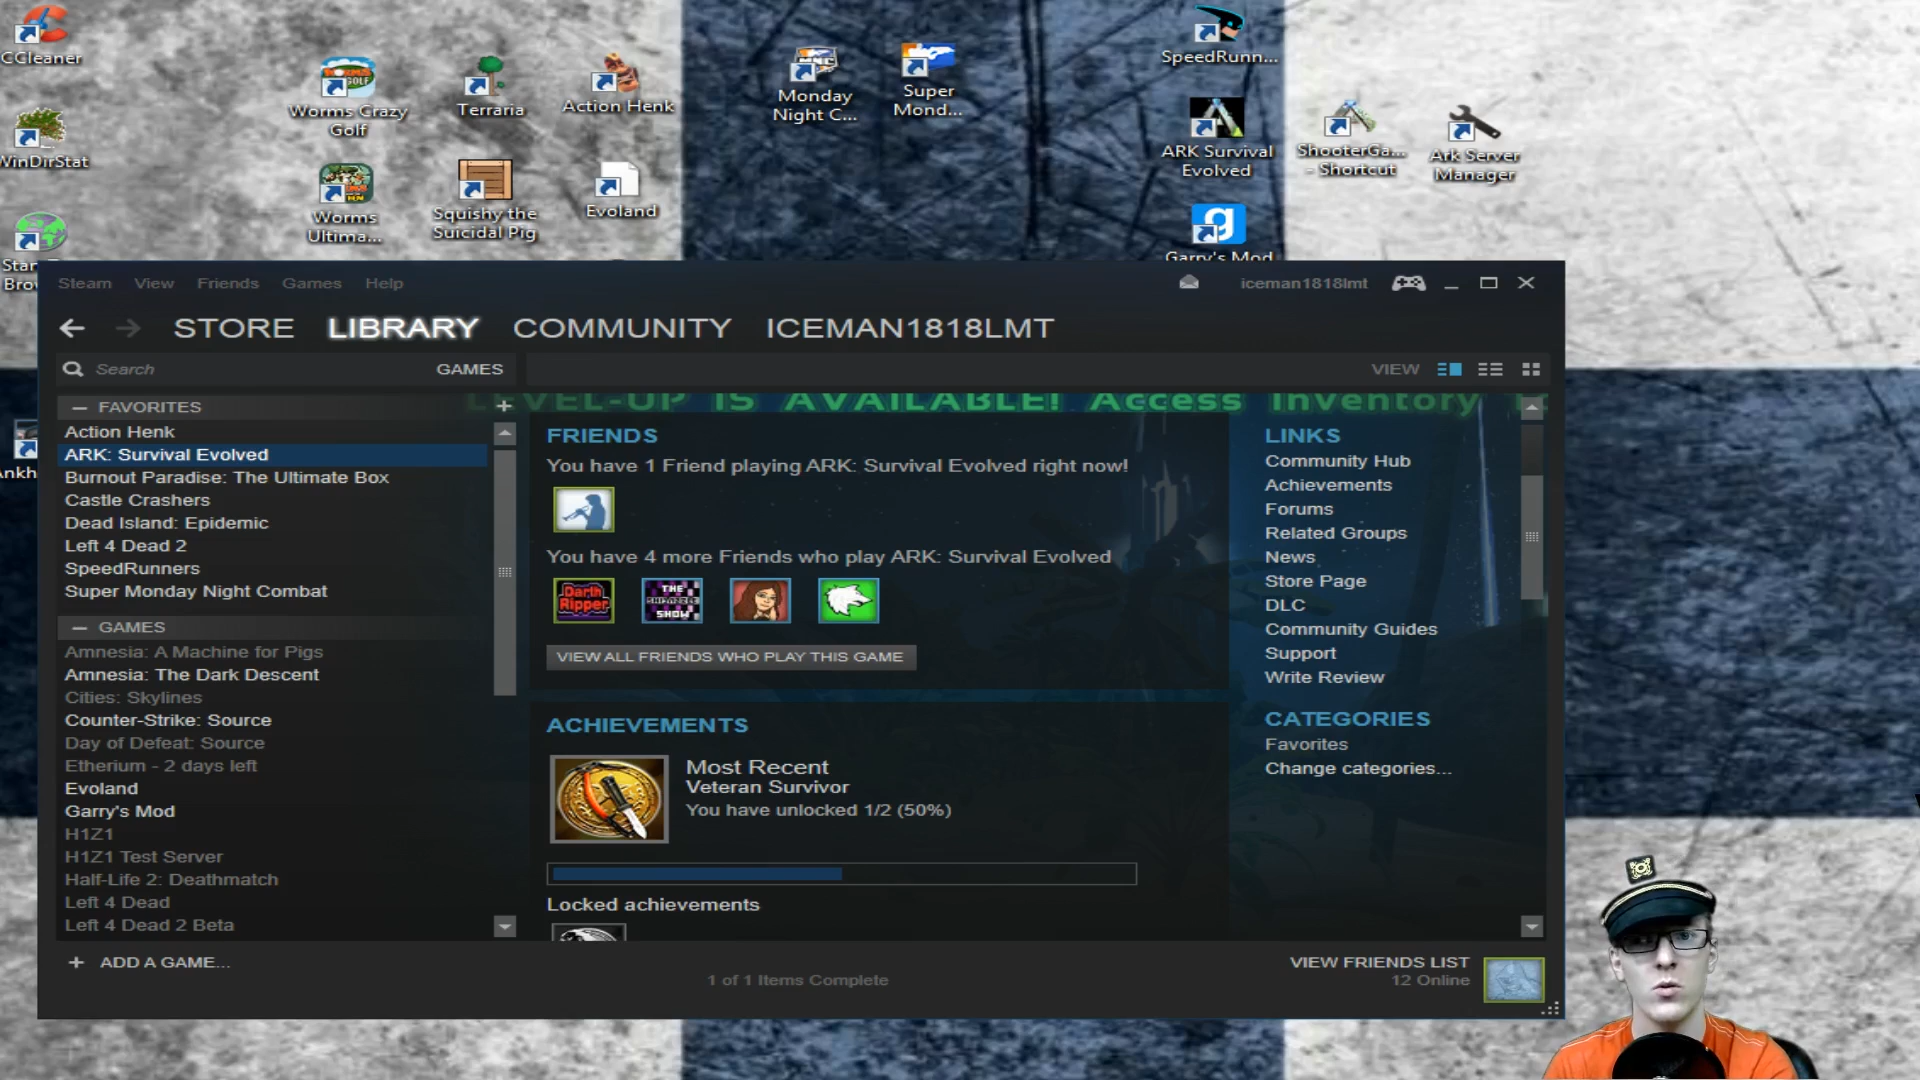 CCleaner
WinDirStat
Worms Crazy
Golf
Terraria
Action Henk
Worms
Ultima...
Squishy the
Suicidal Pig
Evoland
Monday
Night C...
Super
Mond...
SpeedRunn...
ARK Survival
Evolved
ShooterGa...
- Shortcut
Ark Server
Manager
Garry's Mod
Steam View Friends Games Help
iceman1818lmt
STORE LIBRARY COMMUNITY ICEMAN1818LMT
Search GAMES
VIEW
FAVORITES
Action Henk
ARK: Survival Evolved
Burnout Paradise: The Ultimate Box
Castle Crashers
Dead Island: Epidemic
Left 4 Dead 2
SpeedRunners
Super Monday Night Combat
GAMES
Amnesia: A Machine for Pigs
Amnesia: The Dark Descent
Cities: Skylines
Counter-Strike: Source
Day of Defeat: Source
Etherium - 2 days left
Evoland
Garry's Mod
H1Z1
H1Z1 Test Server
Half-Life 2: Deathmatch
Left 4 Dead
Left 4 Dead 2 Beta
+ ADD A GAME...
LEVEL-UP IS AVAILABLE! Access Inventory
FRIENDS
You have 1 Friend playing ARK: Survival Evolved right now!
You have 4 more Friends who play ARK: Survival Evolved
Darth
Ripper
THE
SHOW
VIEW ALL FRIENDS WHO PLAY THIS GAME
ACHIEVEMENTS
Most Recent
Veteran Survivor
You have unlocked 1/2 (50%)
Locked achievements
LINKS
Community Hub
Achievements
Forums
Related Groups
News
Store Page
DLC
Community Guides
Support
Write Review
CATEGORIES
Favorites
Change categories...
1 of 1 Items Complete
VIEW FRIENDS LIST
12 Online